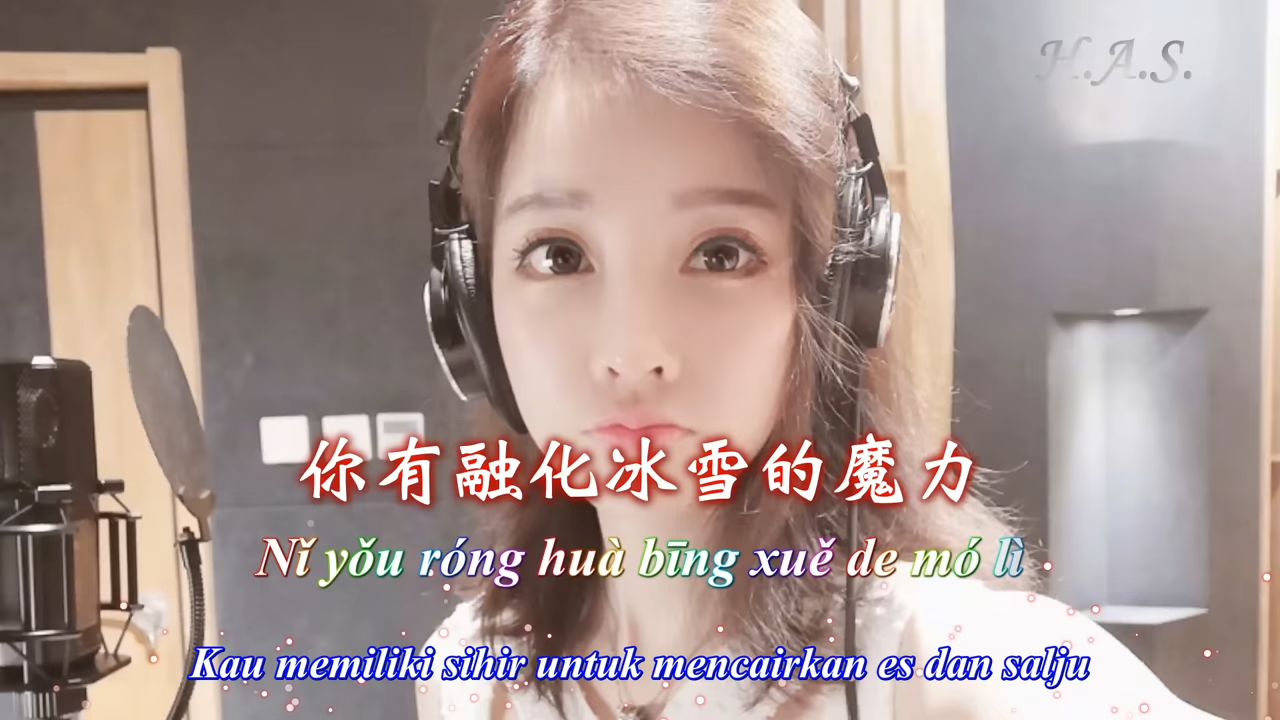 H.A.S.
你有融化冰雪的魔力
Nǐ yǒu róng huà bīng xuě de mó lì
Kau memiliki sihir untuk mencairkan es dan salju